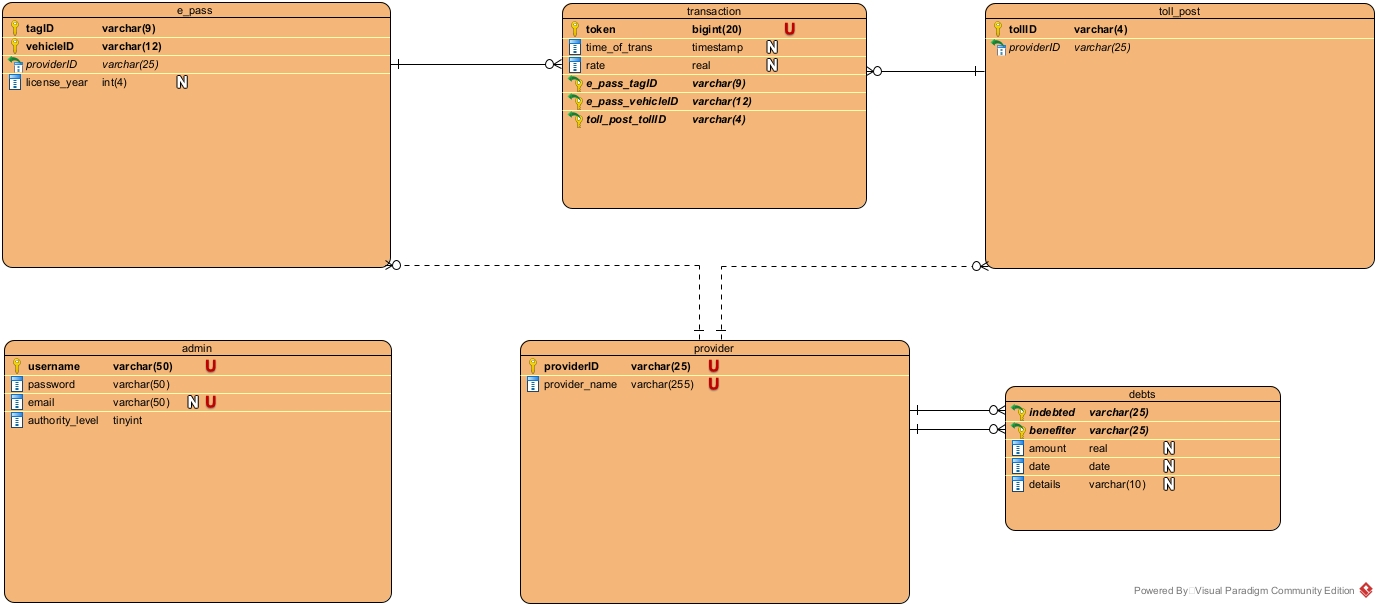 e_pass
tagID varchar(9)
vehicleID varchar(12)
providerID varchar(25)
license_year int(4) N
transaction
token bigint(20) U
time_of_trans timestamp N
rate real N
e_pass_tagID varchar(9)
e_pass_vehicleID varchar(12)
toll_post_tollID varchar(4)
toll_post
tollID varchar(4)
providerID varchar(25)
admin
username varchar(50) U
password varchar(50)
email varchar(50) N U
authority_level tinyint
provider
providerID varchar(25) U
provider_name varchar(255) U
debts
indebted varchar(25)
benefiter varchar(25)
amount real N
date date N
details varchar(10) N
Powered By Visual Paradigm Community Edition